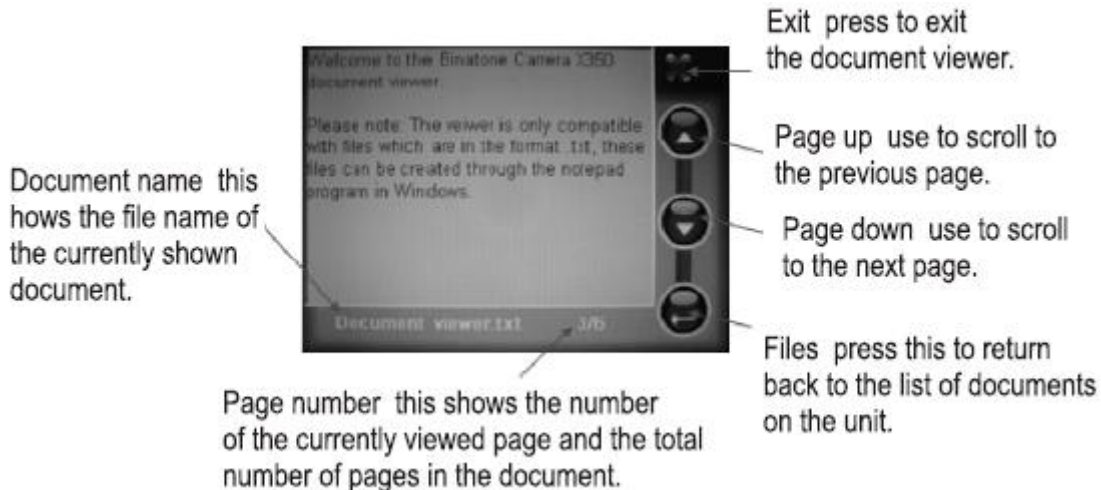 Exit press to exit
the document viewer.
Welcome to the Binatone Camera X350
document viewer.
Please note: The veiwer is only compatible
with files which are in the format .txt, these
files can be created through the notepad
program in Windows.
Page up use to scroll to
the previous page.
Document name this
hows the file name of
the currently shown
document.
Page down use to scroll
to the next page.
Document viewer.txt
Files press this to return
back to the list of documents
on the unit.
Page number this shows the number
of the currently viewed page and the total
number of pages in the document.